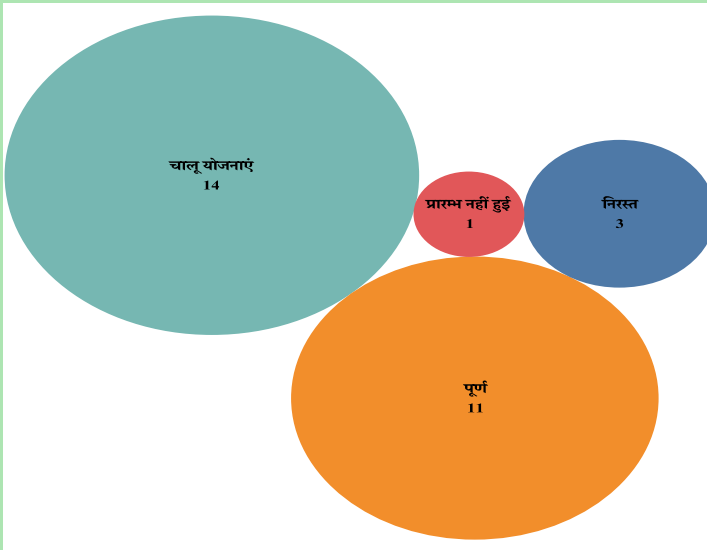 चालू योजनाएं
14
प्रारम्भ नहीं हुई
1
निरस्त
3
पूर्ण
11